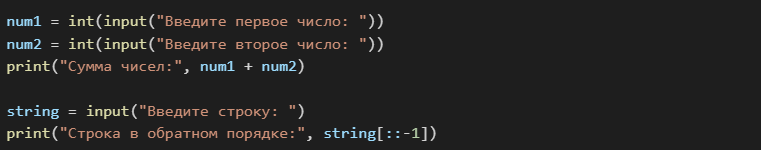 num1 = int(input("Введите первое число: "))
num2 = int(input("Введите второе число: "))
print("Сумма чисел:", num1 + num2)
string = input("Введите строку: ")
print("Строка в обратном порядке:", string[::-1])